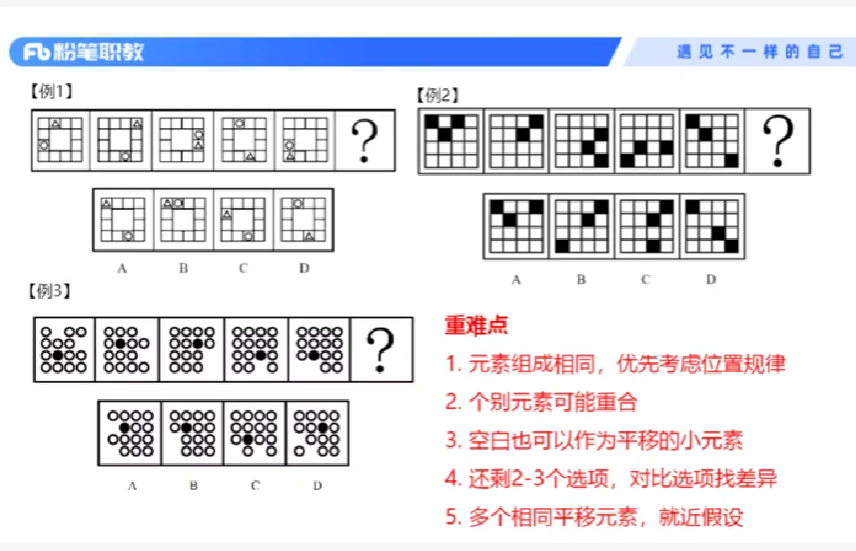 粉笔职教
遇见不一样的自己
【例1】
【例2】
?
?
A B C D
A B C D
【例3】
?
A B C D
重难点
1. 元素组成相同，优先考虑位置规律
2. 个别元素可能重合
3. 空白也可以作为平移的小元素
4. 还剩2-3个选项，对比选项找差异
5. 多个相同平移元素，就近假设